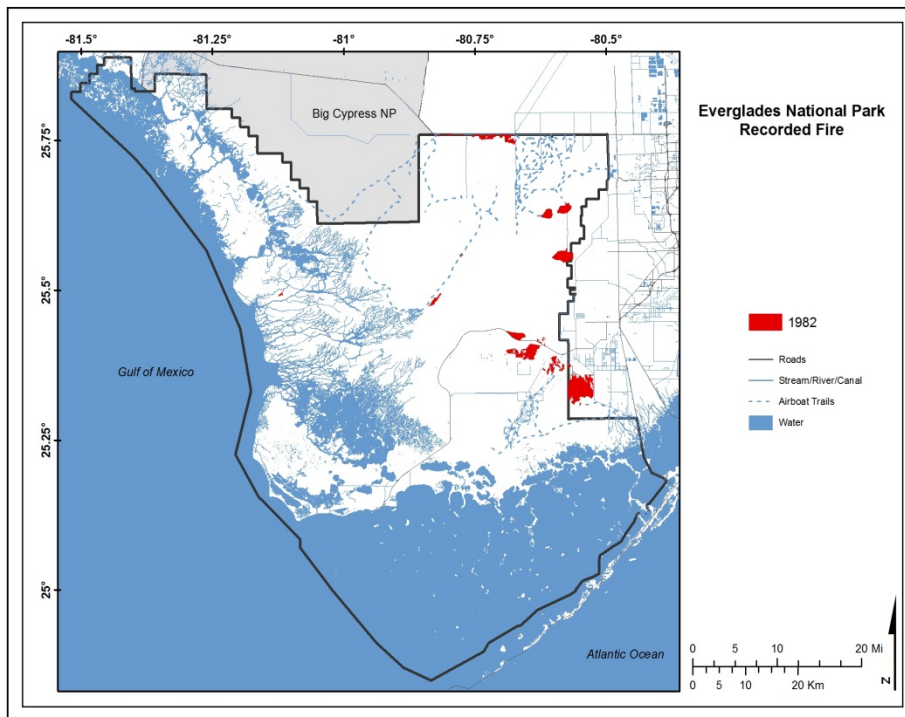 -81.5
-81.25
-81°
-80.75
-80.5
25.75
25.5
25.25
25°
Big Cypress NP
Gulf of Mexico
Atlantic Ocean
Everglades National Park
Recorded Fire
1982
Roads
Stream/River/Canal
Airboat Trails
Water
0 5 10 20 Mi
0 5 10 20 Km
N